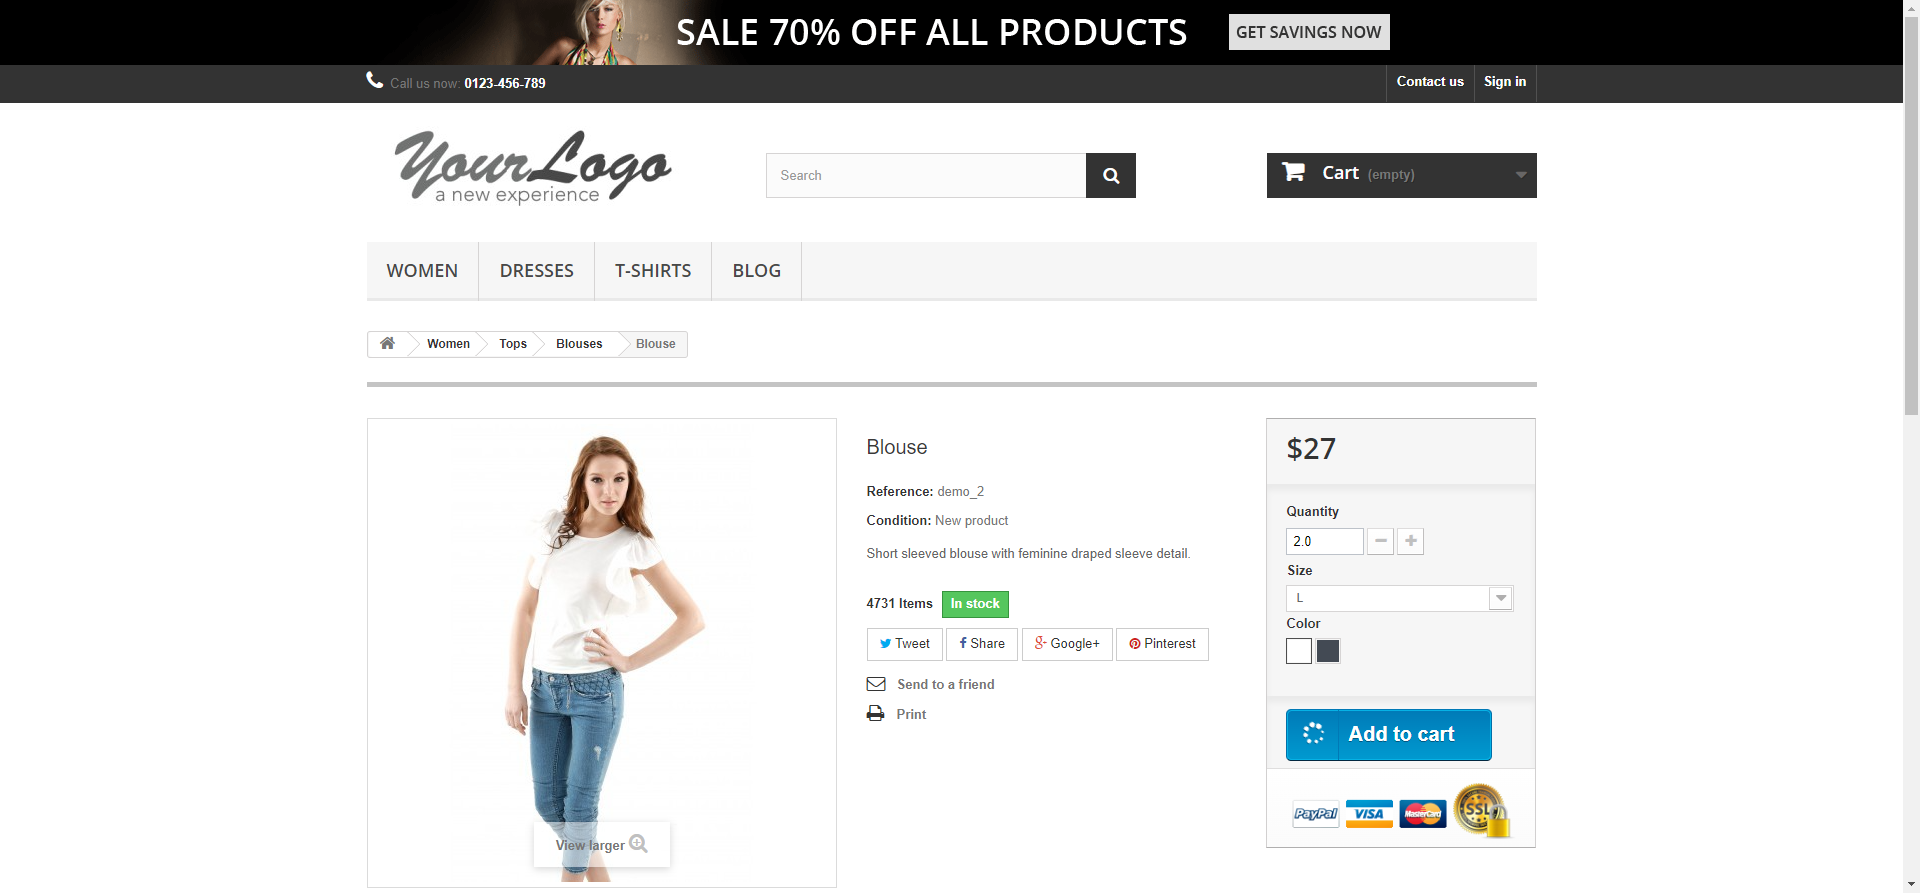 SALE 70% OFF ALL PRODUCTS GET SAVINGS NOW
Call us now: 0123-456-789
Contact us Sign in
YourLogo
a new experience
Search
Cart (empty)
WOMEN DRESSES T-SHIRTS BLOG
Women Tops Blouses Blouse
Blouse
Reference: demo_2
Condition: New product
Short sleeved blouse with feminine draped sleeve detail.
4731 Items In stock
Tweet Share Google+ Pinterest
Send to a friend
Print
View larger
$27
Quantity
2.0
Size
L
Color
Add to cart
PayPal VISA MasterCard SSL